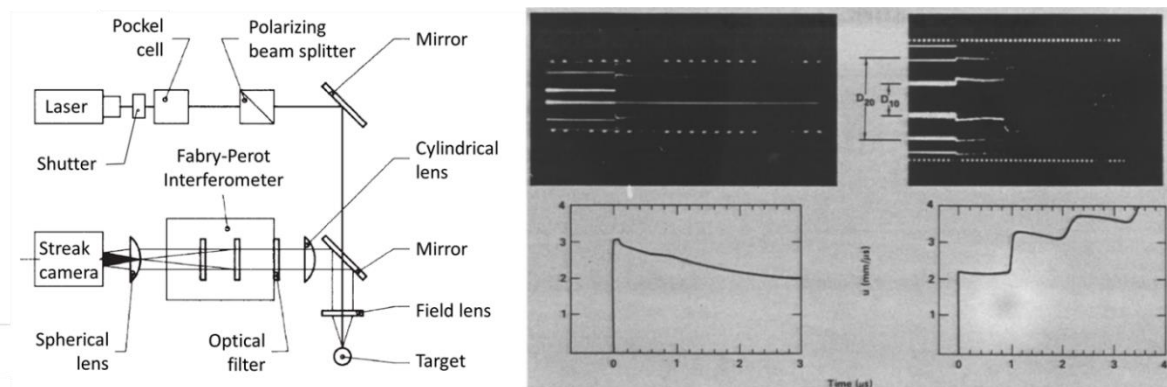 Pockel
cell
Polarizing
beam splitter
Mirror
Laser
Shutter
Fabry-Perot
Interferometer
Cylindrical
lens
Streak
camera
Mirror
Field lens
Spherical
lens
Optical
filter
Target
D20
D10
4
3
2
1
0
1
2
3
u (mm/μs)
4
3
2
1
0
1
2
3
Time (μs)